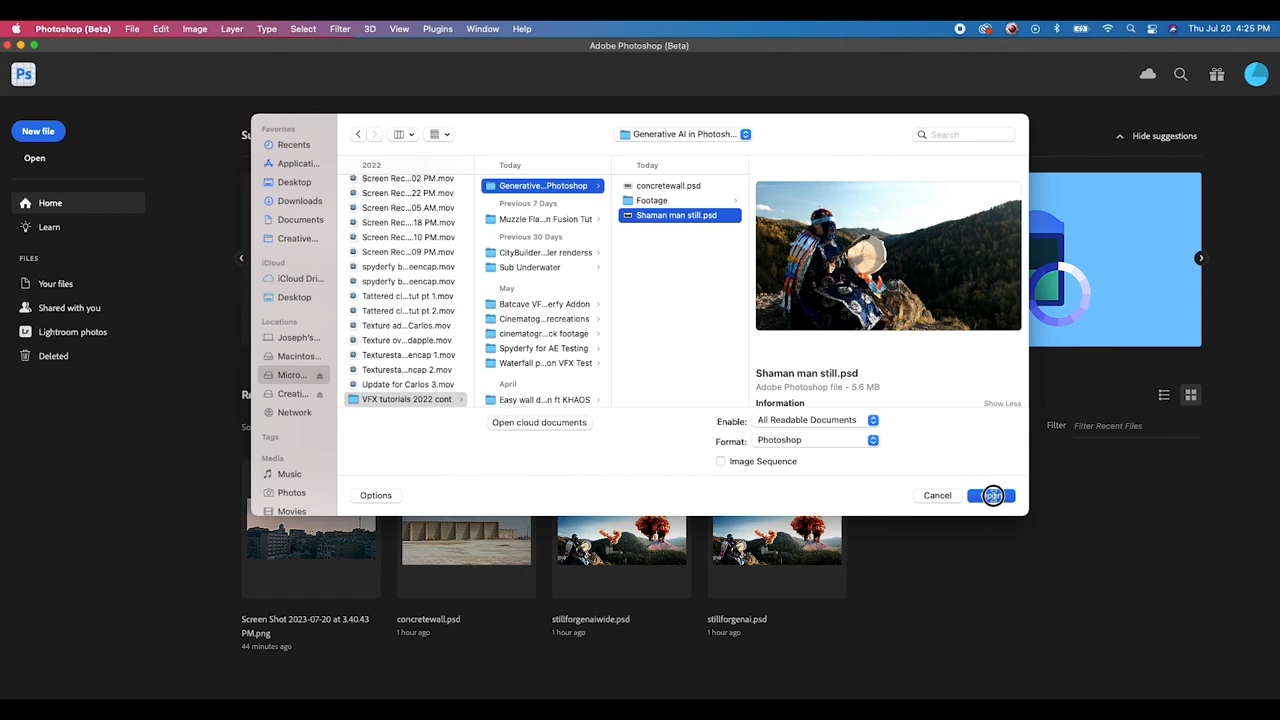 Photoshop (Beta) File Edit Image Layer Type Select Filter 3D View Plugins Window Help Thu Jul 20 4:25 PM
Adobe Photoshop (Beta)
Ps
New file
Open
Home
Learn
FILES
Your files
Shared with you
Lightroom photos
Deleted
Su
Hide suggestions
Favorites
Recents
Applicati...
Desktop
Downloads
Documents
Creative...
iCloud
iCloud Dri...
Desktop
Locations
Joseph's...
Macintos...
Micro...
Creati...
Network
Tags
Media
Music
Photos
Movies
Generative AI in Photosh...
Search
2022
Screen Rec...02 PM.mov
Screen Rec...22 PM.mov
Screen Rec...05 AM.mov
Screen Rec....18 PM.mov
Screen Rec....10 PM.mov
Screen Rec...09 PM.mov
spyderfy b...eencap.mov
spyderfy b...eencap.mov
Tattered cl...tut pt 1.mov
Tattered cl...tut pt 2.mov
Texture ad...Carlos.mov
Texture ov...dapple.mov
Texturesta...encap 1.mov
Texturesta...ncap 2.mov
Update for Carlos 3.mov
VFX tutorials 2022 cont
Today
Generative...Photoshop
Previous 7 Days
Muzzle Fla...n Fusion Tut
Previous 30 Days
CityBuilder...ler renderss
Sub Underwater
May
Batcave VF...erfy Addon
Cinematog...recreations
cinematogr...ck footage
Spyderfy for AE Testing
Waterfall p...on VFX Test
April
Easy wall d...n ft KHAOS
Today
concretewall.psd
Footage
Shaman man still.psd
Shaman man still.psd
Adobe Photoshop file - 5.6 MB
Information Show Less
Open cloud documents
Enable: All Readable Documents
Format: Photoshop
Image Sequence
Options
Cancel
Re
So
Filter Filter Recent Files
Screen Shot 2023-07-20 at 3.40.43
PM.png
44 minutes ago
concretewall.psd
1 hour ago
stillforgenaiwide.psd
1 hour ago
stillforgenai.psd
1 hour ago